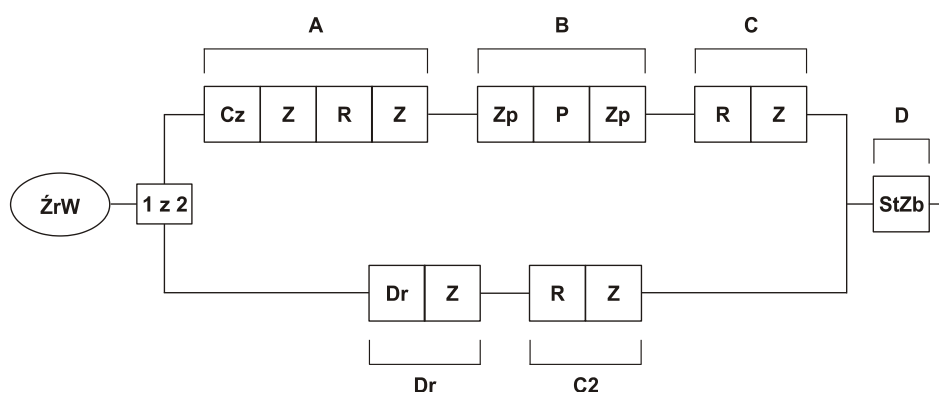 A B C
Cz Z R Z Zp P Zp R Z
D
ŹrW 1 z 2 StZb
Dr Z R Z
Dr C2